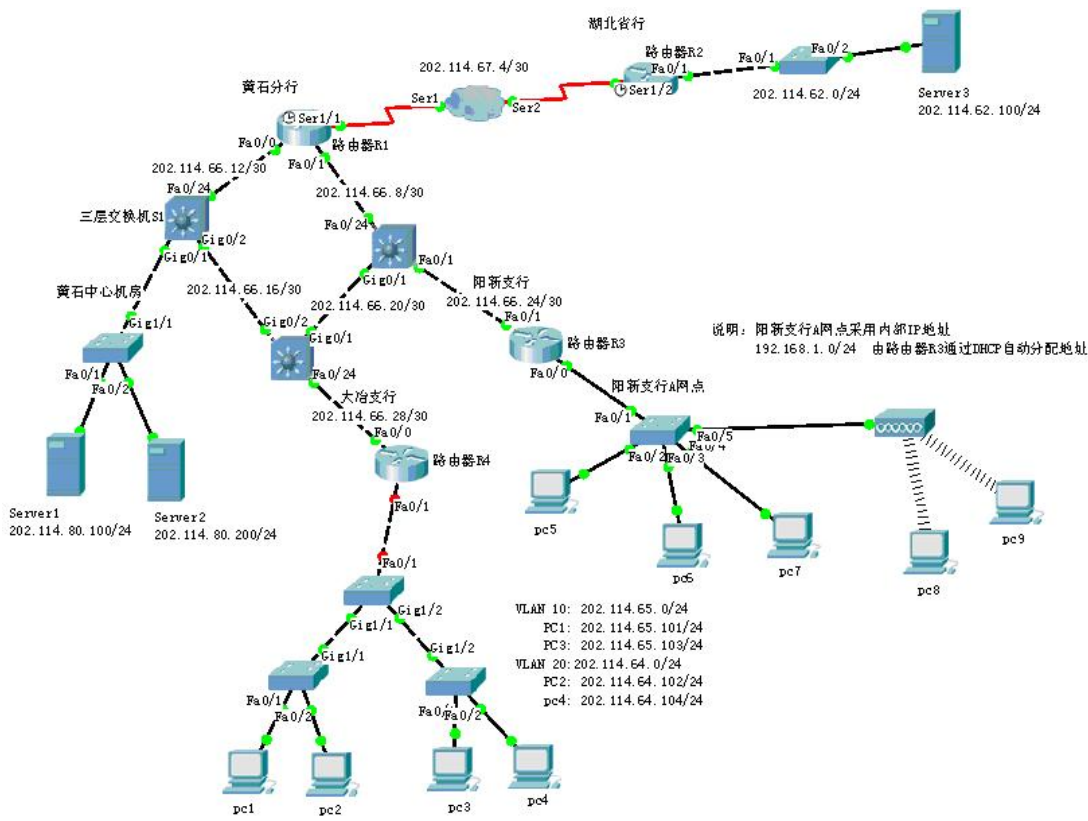 湖北省行
路由器R2
Fa0/1
Fa0/1
Fa0/2
202.114.67.4/30
Ser1/2
Ser1
Ser2
202.114.62.0/24
Server3
202.114.62.100/24
黄石分行
Ser1/1
Fa0/0
路由器R1
Fa0/1
202.114.66.12/30
Fa0/24
202.114.66.8/30
三层交换机S1
Gig0/2
Gig0/1
Fa0/24
Fa0/1
Gig0/1
阳新支行
黄石中心机房
202.114.66.16/30
202.114.66.20/30
202.114.66.24/30
Gig1/1
Gig0/2
Gig0/1
Fa0/1
路由器R3
Fa0/0
说明: 阳新支行A网点采用内部IP地址
192.168.1.0/24 由路由器R3通过DHCP自动分配地址
Fa0/1
Fa0/2
Fa0/24
大冶支行
202.114.66.28/30
阳新支行A网点
Fa0/1
Fa0/5
Fa0/4
Fa0/2
Fa0/3
Fa0/0
路由器R4
Fa0/1
Server1
202.114.80.100/24
Server2
202.114.80.200/24
pc5
pc6
pc7
pc8
pc9
Fa0/1
Gig1/1
Gig1/2
Gig1/1
Gig1/2
VLAN 10: 202.114.65.0/24
PC1: 202.114.65.101/24
PC3: 202.114.65.103/24
VLAN 20:202.114.64.0/24
PC2: 202.114.64.102/24
pc4: 202.114.64.104/24
Fa0/1
Fa0/2
Fa0/2
pc1
pc2
pc3
pc4